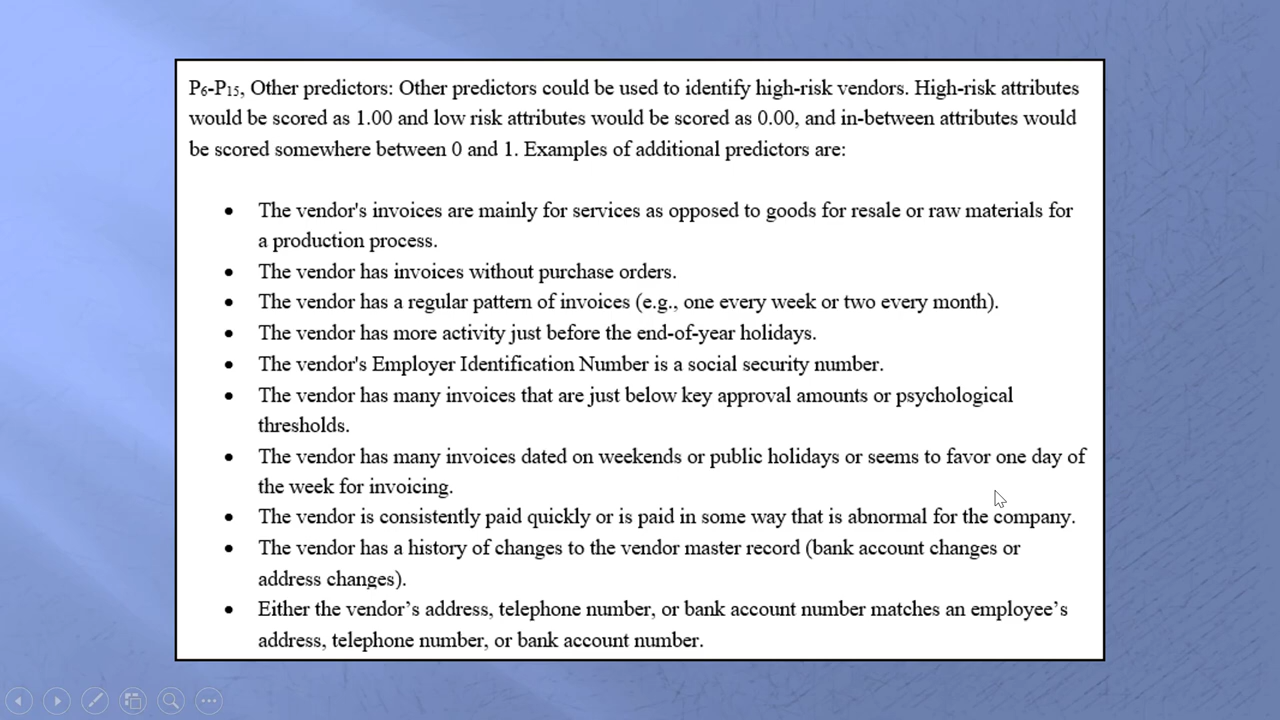 P6-P15, Other predictors: Other predictors could be used to identify high-risk vendors. High-risk attributes
would be scored as 1.00 and low risk attributes would be scored as 0.00, and in-between attributes would
be scored somewhere between 0 and 1. Examples of additional predictors are:
• The vendor's invoices are mainly for services as opposed to goods for resale or raw materials for
a production process.
• The vendor has invoices without purchase orders.
• The vendor has a regular pattern of invoices (e.g., one every week or two every month).
• The vendor has more activity just before the end-of-year holidays.
• The vendor's Employer Identification Number is a social security number.
• The vendor has many invoices that are just below key approval amounts or psychological
thresholds.
• The vendor has many invoices dated on weekends or public holidays or seems to favor one day of
the week for invoicing.
• The vendor is consistently paid quickly or is paid in some way that is abnormal for the company.
• The vendor has a history of changes to the vendor master record (bank account changes or
address changes).
• Either the vendor’s address, telephone number, or bank account number matches an employee’s
address, telephone number, or bank account number.